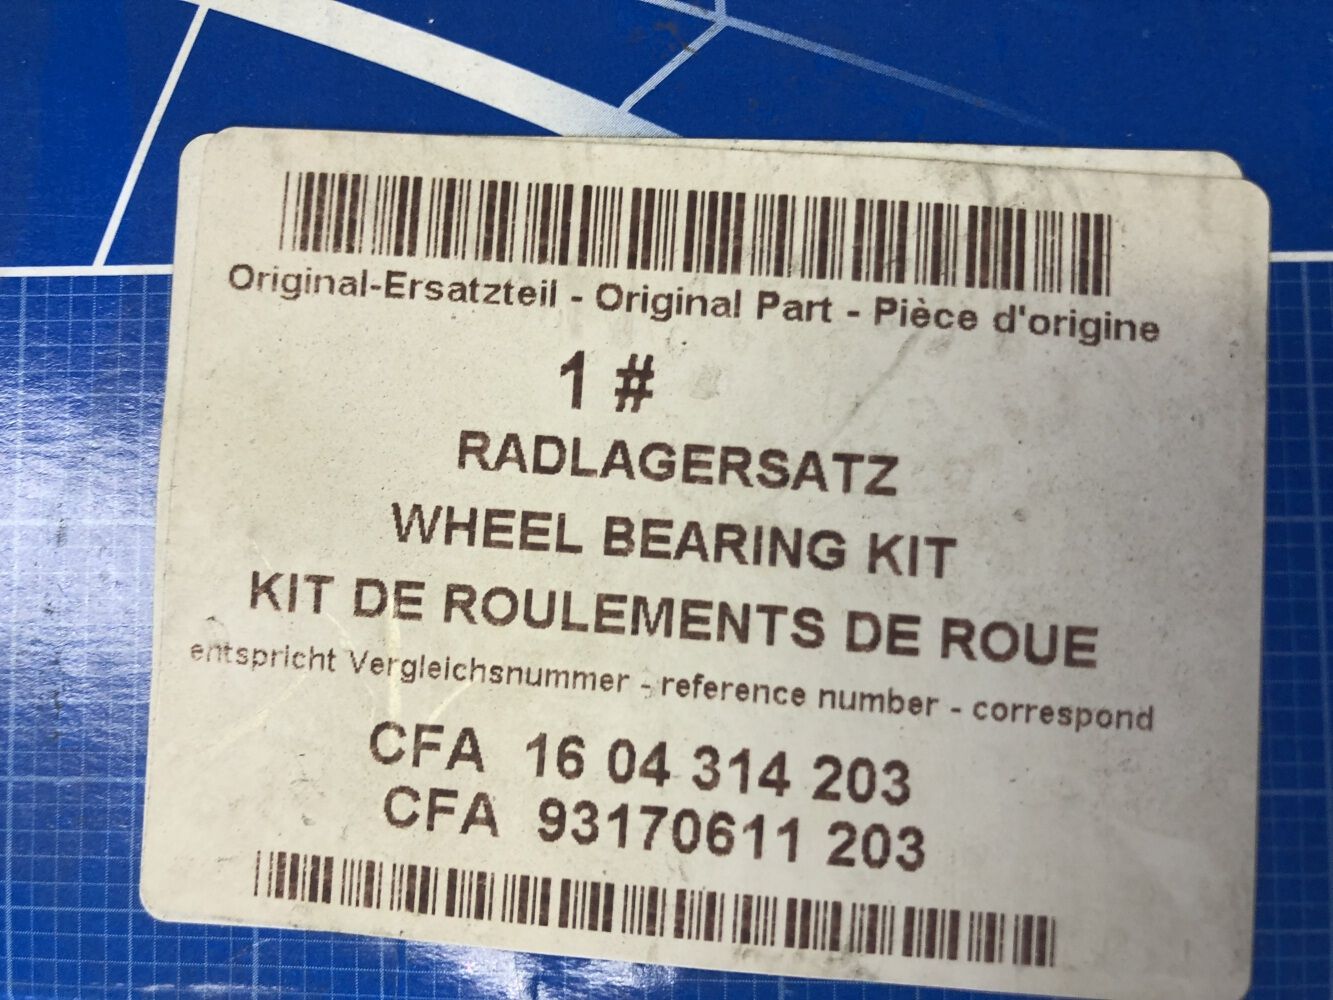 Original-Ersatzteil - Original Part - Pièce d'origine
1 #
RADLAGERSATZ
WHEEL BEARING KIT
KIT DE ROULEMENTS DE ROUE
entspricht Vergleichsnummer - reference number - correspond
CFA 16 04 314 203
CFA 93170611 203